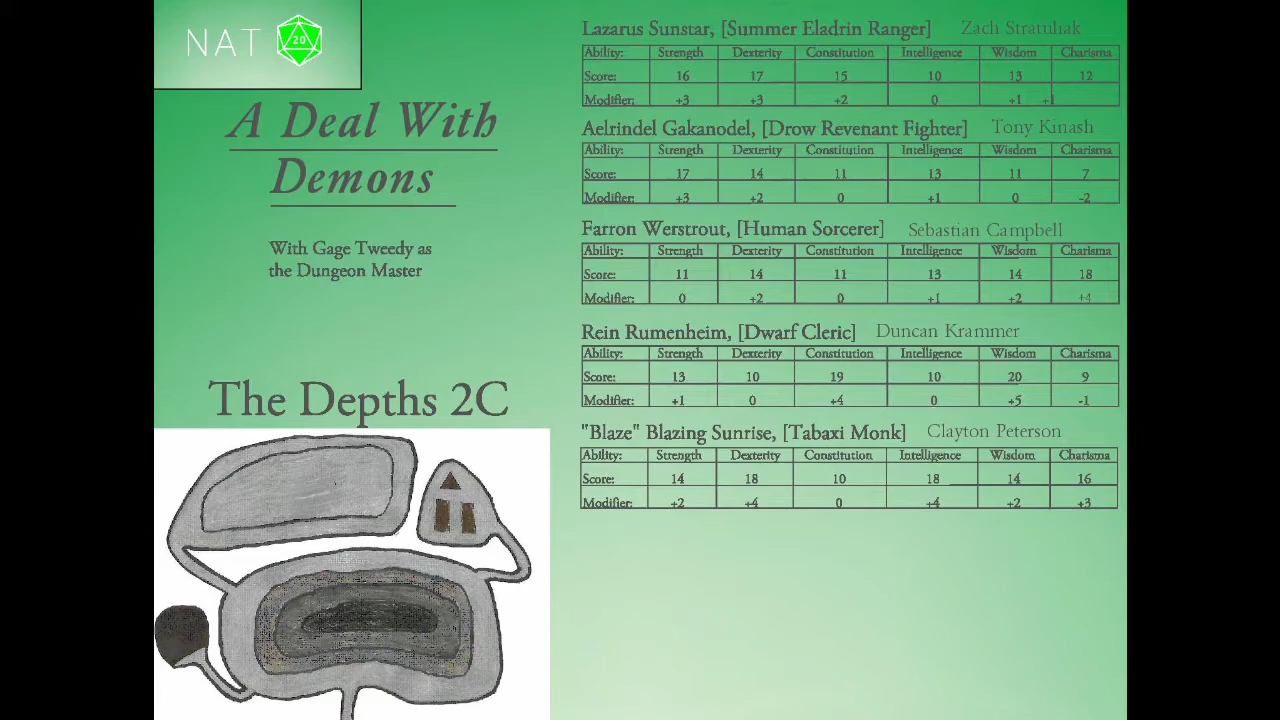 NAT 20
A Deal With
Demons
With Gage Tweedy as
the Dungeon Master
The Depths 2C
Lazarus Sunstar, [Summer Eladrin Ranger] Zach Stratuliak
Ability: Strength Dexterity Constitution Intelligence Wisdom Charisma
Score: 16 17 15 10 13 12
Modifier: +3 +3 +2 0 +1 +1
Aelrindel Gakanodel, [Drow Revenant Fighter] Tony Kinash
Ability: Strength Dexterity Constitution Intelligence Wisdom Charisma
Score: 17 14 11 13 11 7
Modifier: +3 +2 0 +1 0 -2
Farron Werstrout, [Human Sorcerer] Sebastian Campbell
Ability: Strength Dexterity Constitution Intelligence Wisdom Charisma
Score: 11 14 11 13 14 18
Modifier: 0 +2 0 +1 +2 +4
Rein Rumenheim, [Dwarf Cleric] Duncan Krammer
Ability: Strength Dexterity Constitution Intelligence Wisdom Charisma
Score: 13 10 19 10 20 9
Modifier: +1 0 +4 0 +5 -1
"Blaze" Blazing Sunrise, [Tabaxi Monk] Clayton Peterson
Ability: Strength Dexterity Constitution Intelligence Wisdom Charisma
Score: 14 18 10 18 14 16
Modifier: +2 +4 0 +4 +2 +3